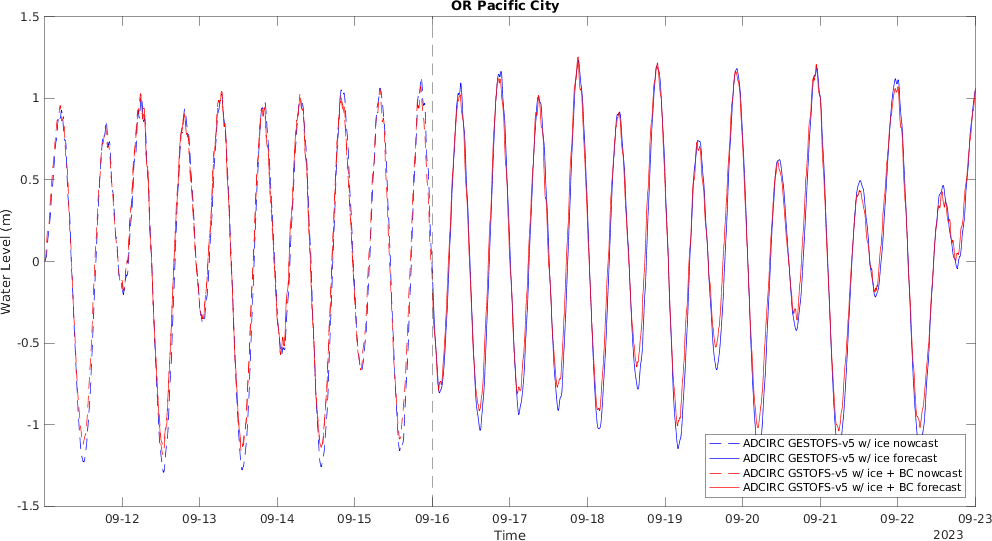 OR Pacific City
1.5
1
0.5
0
-0.5
-1
-1.5
Water Level (m)
ADCIRC GESTOFS-v5 w/ ice nowcast
ADCIRC GESTOFS-v5 w/ ice forecast
ADCIRC GSTOFS-v5 w/ ice + BC nowcast
ADCIRC GSTOFS-v5 w/ ice + BC forecast
09-12 09-13 09-14 09-15 09-16 09-17 09-18 09-19 09-20 09-21 09-22 09-23
Time
2023